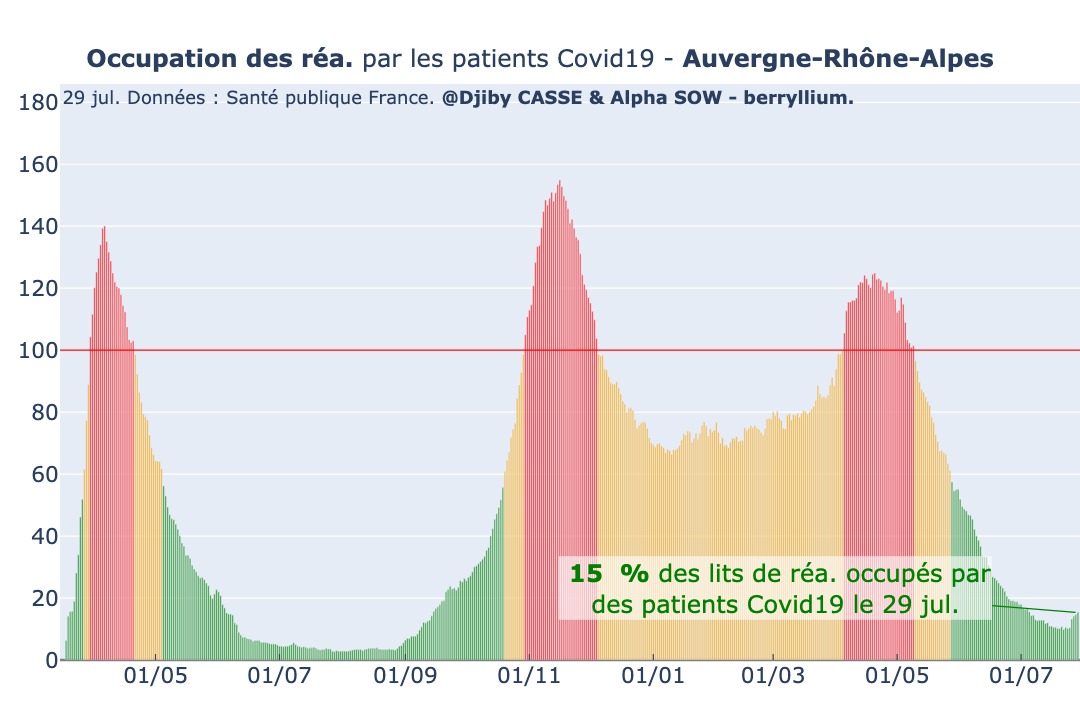 Occupation des réa. par les patients Covid19 - Auvergne-Rhône-Alpes
29 jul. Données : Santé publique France. @Djiby CASSE & Alpha SOW - berryllium.
180
160
140
120
100
80
60
40
20
0
15 % des lits de réa. occupés par
des patients Covid19 le 29 jul.
01/05 01/07 01/09 01/11 01/01 01/03 01/05 01/07